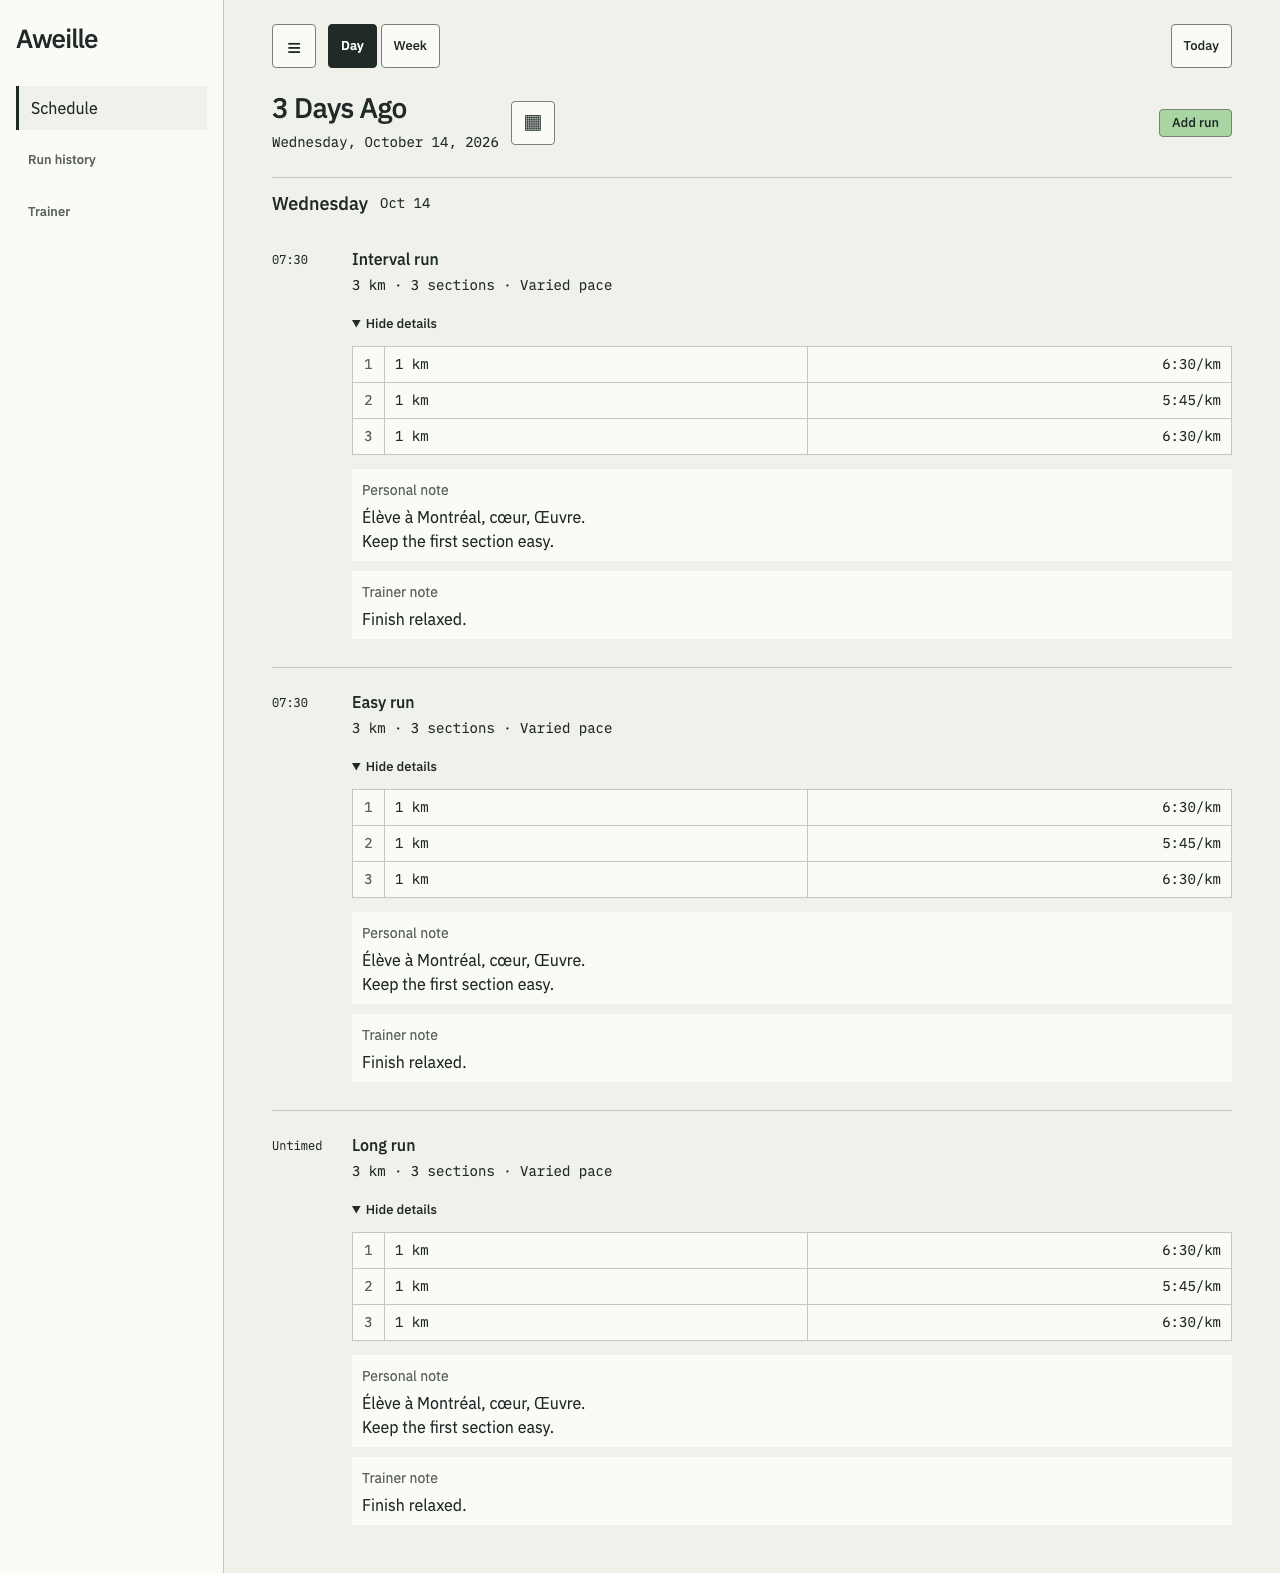 Aweille
Schedule
Run history
Trainer
Day
Week
Today
3 Days Ago
Wednesday, October 14, 2026
Add run
Wednesday Oct 14
07:30
Interval run
3 km · 3 sections · Varied pace
▼ Hide details
1 1 km 6:30/km
2 1 km 5:45/km
3 1 km 6:30/km
Personal note
Élève à Montréal, cœur, Œuvre.
Keep the first section easy.
Trainer note
Finish relaxed.
07:30
Easy run
3 km · 3 sections · Varied pace
▼ Hide details
1 1 km 6:30/km
2 1 km 5:45/km
3 1 km 6:30/km
Personal note
Élève à Montréal, cœur, Œuvre.
Keep the first section easy.
Trainer note
Finish relaxed.
Untimed
Long run
3 km · 3 sections · Varied pace
▼ Hide details
1 1 km 6:30/km
2 1 km 5:45/km
3 1 km 6:30/km
Personal note
Élève à Montréal, cœur, Œuvre.
Keep the first section easy.
Trainer note
Finish relaxed.